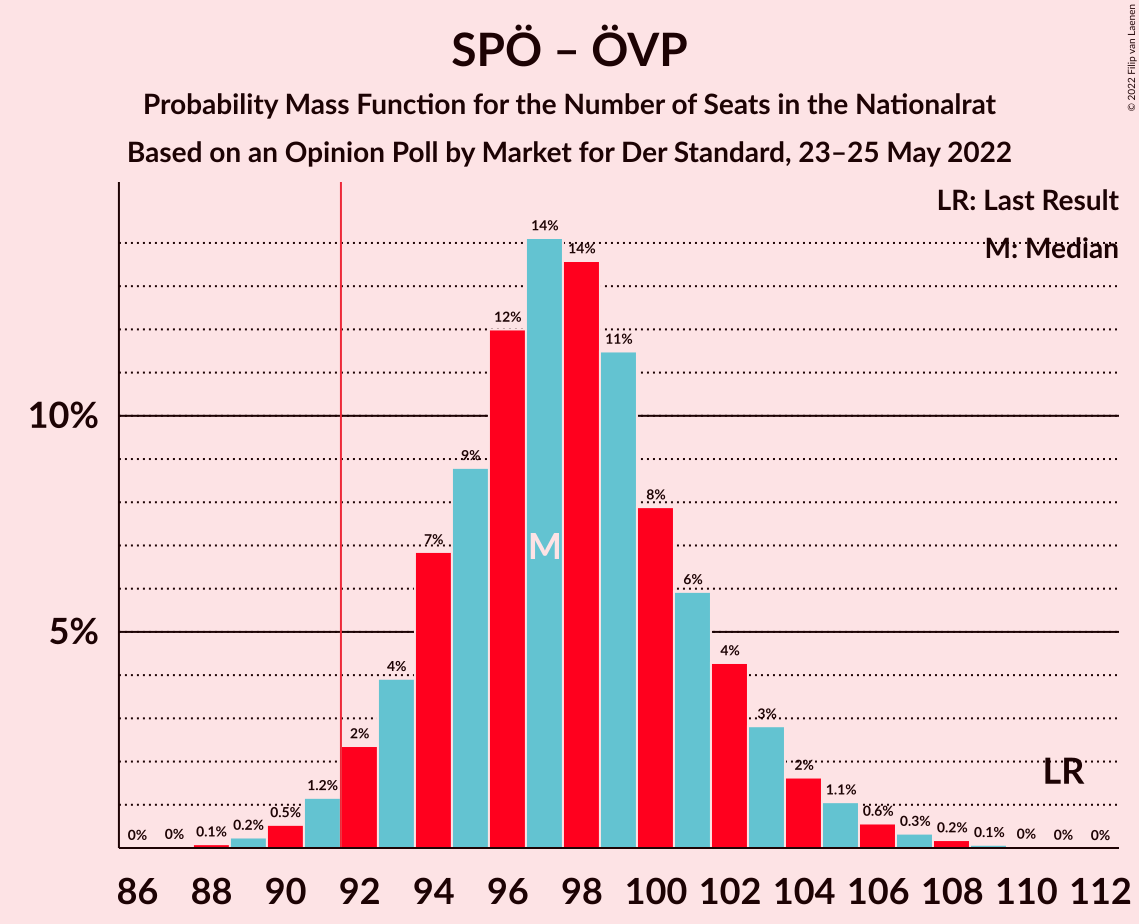 SPÖ – ÖVP
Probability Mass Function for the Number of Seats in the Nationalrat
Based on an Opinion Poll by Market for Der Standard, 23–25 May 2022
© 2022 Filip van Laenen
LR: Last Result
M: Median
10%
5%
0% 0% 0.1% 0.2% 0.5% 1.2% 2% 4% 7% 9% 12% 14% 14% 11% 8% 6% 4% 3% 2% 1.1% 0.6% 0.3% 0.2% 0.1% 0% 0% 0%
M
LR
86 88 90 92 94 96 98 100 102 104 106 108 110 112